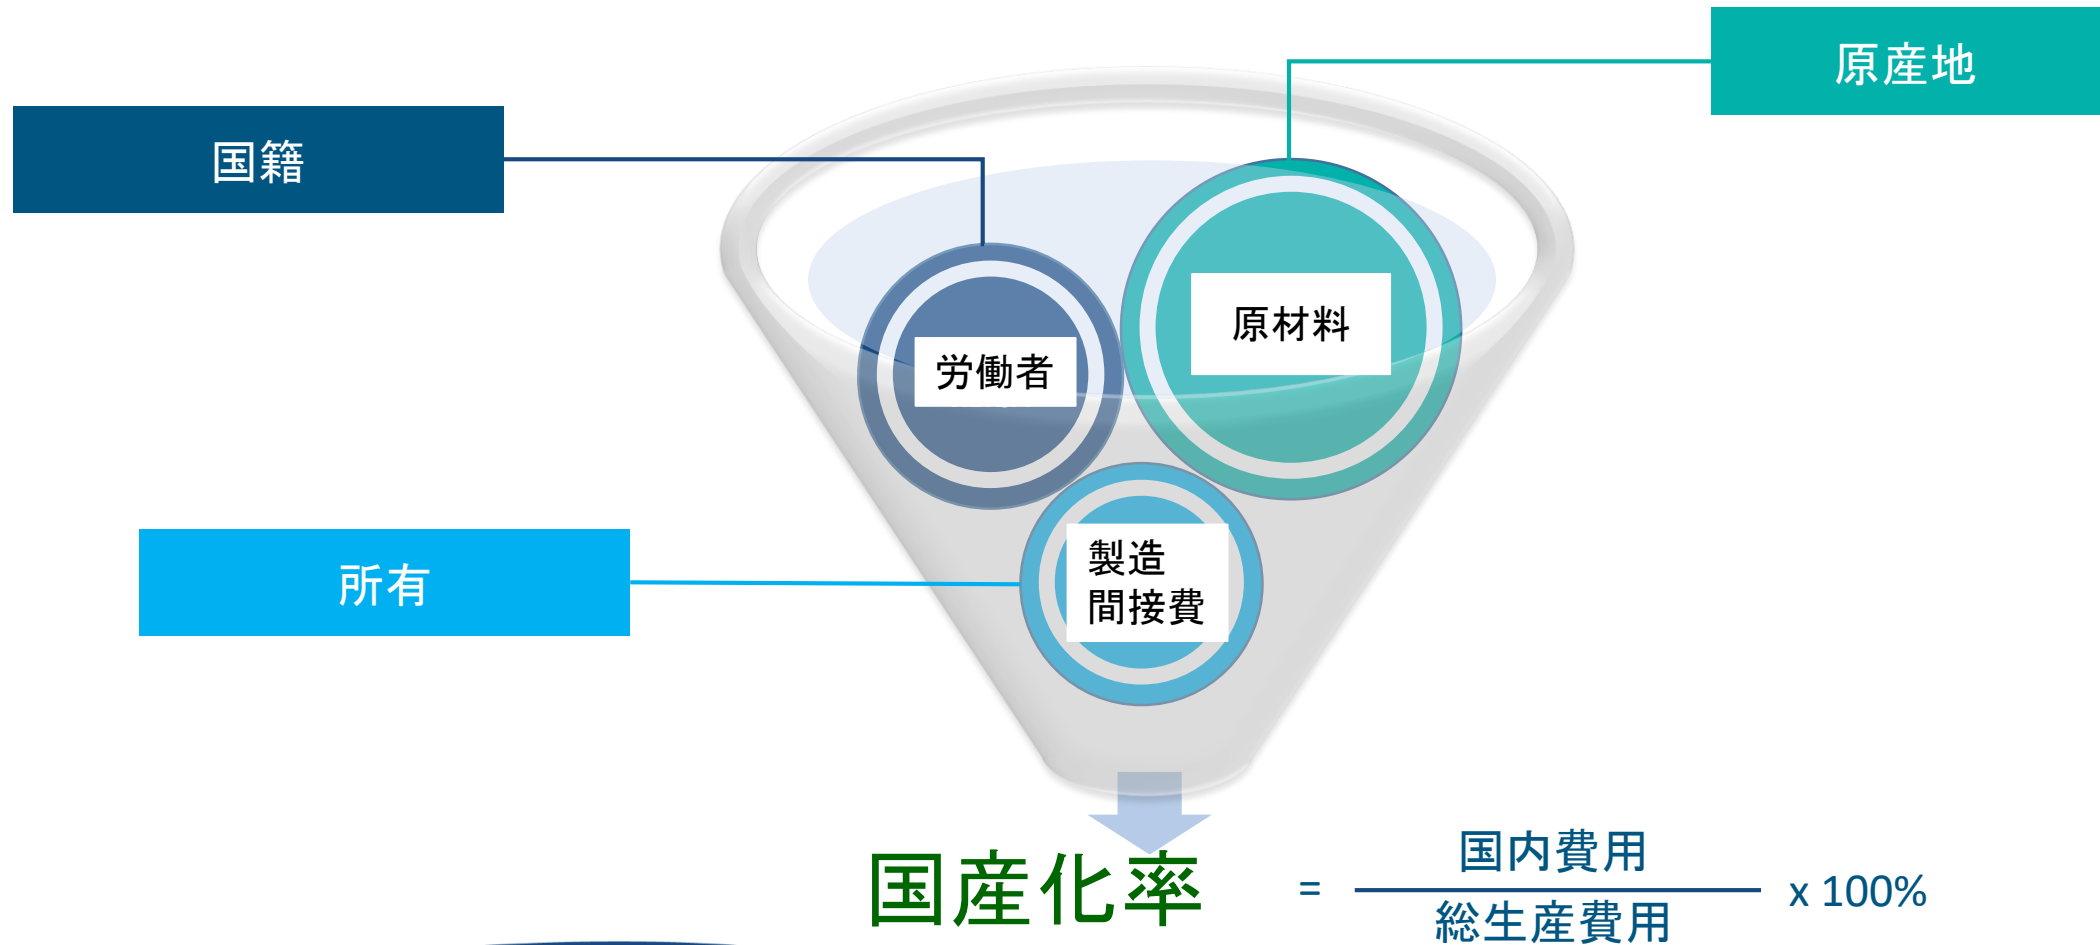 原産地
国籍
原材料
労働者
製造
間接費
所有
国産化率 = 国内費用
総生産費用 x 100%